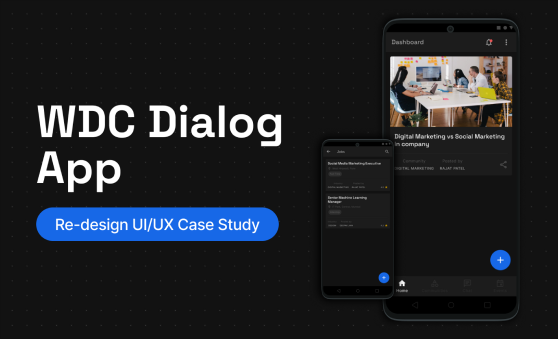 WDC Dialog
App
Re-design UI/UX Case Study
Dashboard
Digital Marketing vs Social Marketing
in company
Community
Posted by
DIGITAL MARKETING
RAJAT PATEL
Home
Jobs
Social Media Marketing Executive
Senior Machine Learning
Manager